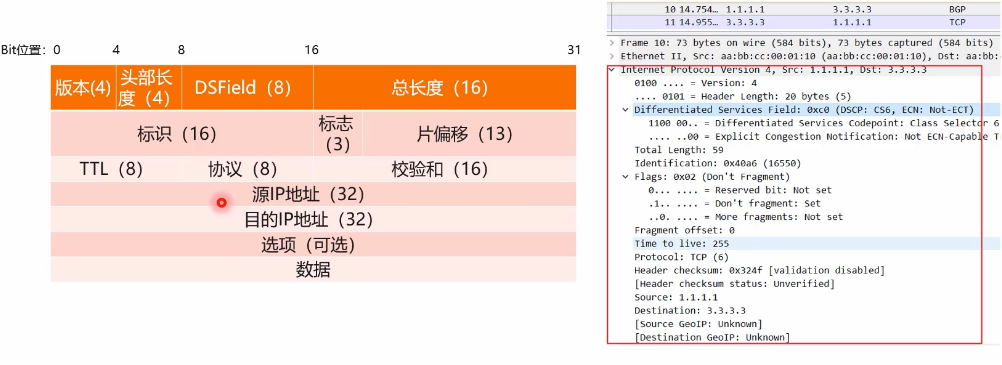 Bit位置: 0 4 8 16 31
版本(4) 头部长度（4） DSField（8） 总长度（16）
标识（16） 标志(3) 片偏移（13）
TTL（8） 协议（8） 校验和（16）
源IP地址（32）
目的IP地址（32）
选项（可选）
数据
10 14.754… 1.1.1.1 3.3.3.3 BGP
11 14.955… 3.3.3.3 1.1.1.1 TCP
Frame 10: 73 bytes on wire (584 bits), 73 bytes captured (584 bits)
Ethernet II, Src: aa:bb:cc:00:01:10 (aa:bb:cc:00:01:10), Dst: aa:bb:
Internet Protocol Version 4, Src: 1.1.1.1, Dst: 3.3.3.3
0100 .... = Version: 4
.... 0101 = Header Length: 20 bytes (5)
Differentiated Services Field: 0xc0 (DSCP: CS6, ECN: Not-ECT)
1100 00.. = Differentiated Services Codepoint: Class Selector 6
.... ..00 = Explicit Congestion Notification: Not ECN-Capable T
Total Length: 59
Identification: 0x40a6 (16550)
Flags: 0x02 (Don't Fragment)
0... .... = Reserved bit: Not set
.1.. .... = Don't fragment: Set
..0. .... = More fragments: Not set
Fragment offset: 0
Time to live: 255
Protocol: TCP (6)
Header checksum: 0x324f [validation disabled]
[Header checksum status: Unverified]
Source: 1.1.1.1
Destination: 3.3.3.3
[Source GeoIP: Unknown]
[Destination GeoIP: Unknown]